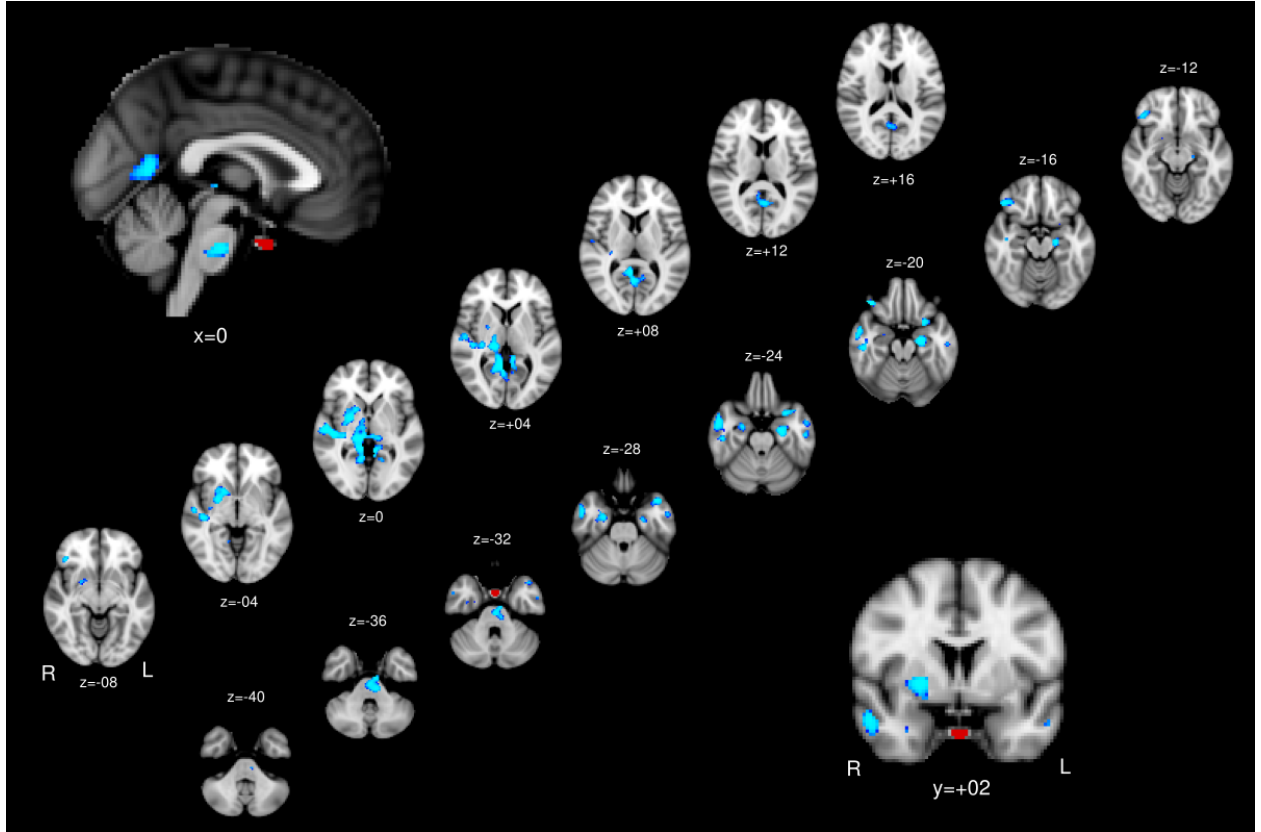 z=-12
z=-16
z=+16
z=+12
z=-20
z=+08
z=-24
x=0
z=+04
z=-28
z=0
z=-32
z=-04
z=-36
R L
z=-08
z=-40
R L
y=+02